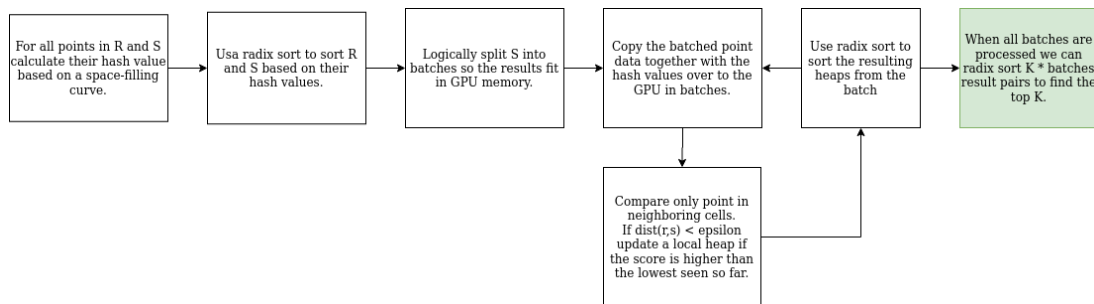 For all points in R and S
calculate their hash value
based on a space-filling
curve.
Usa radix sort to sort R
and S based on their
hash values.
Logically split S into
batches so the results fit
in GPU memory.
Copy the batched point
data together with the
hash values over to the
GPU in batches.
Compare only point in
neighboring cells.
If dist(r,s) < epsilon
update a local heap if
the score is higher than
the lowest seen so far.
Use radix sort to
sort the resulting
heaps from the
batch
When all batches are
processed we can
radix sort K * batches
result pairs to find the
top K.